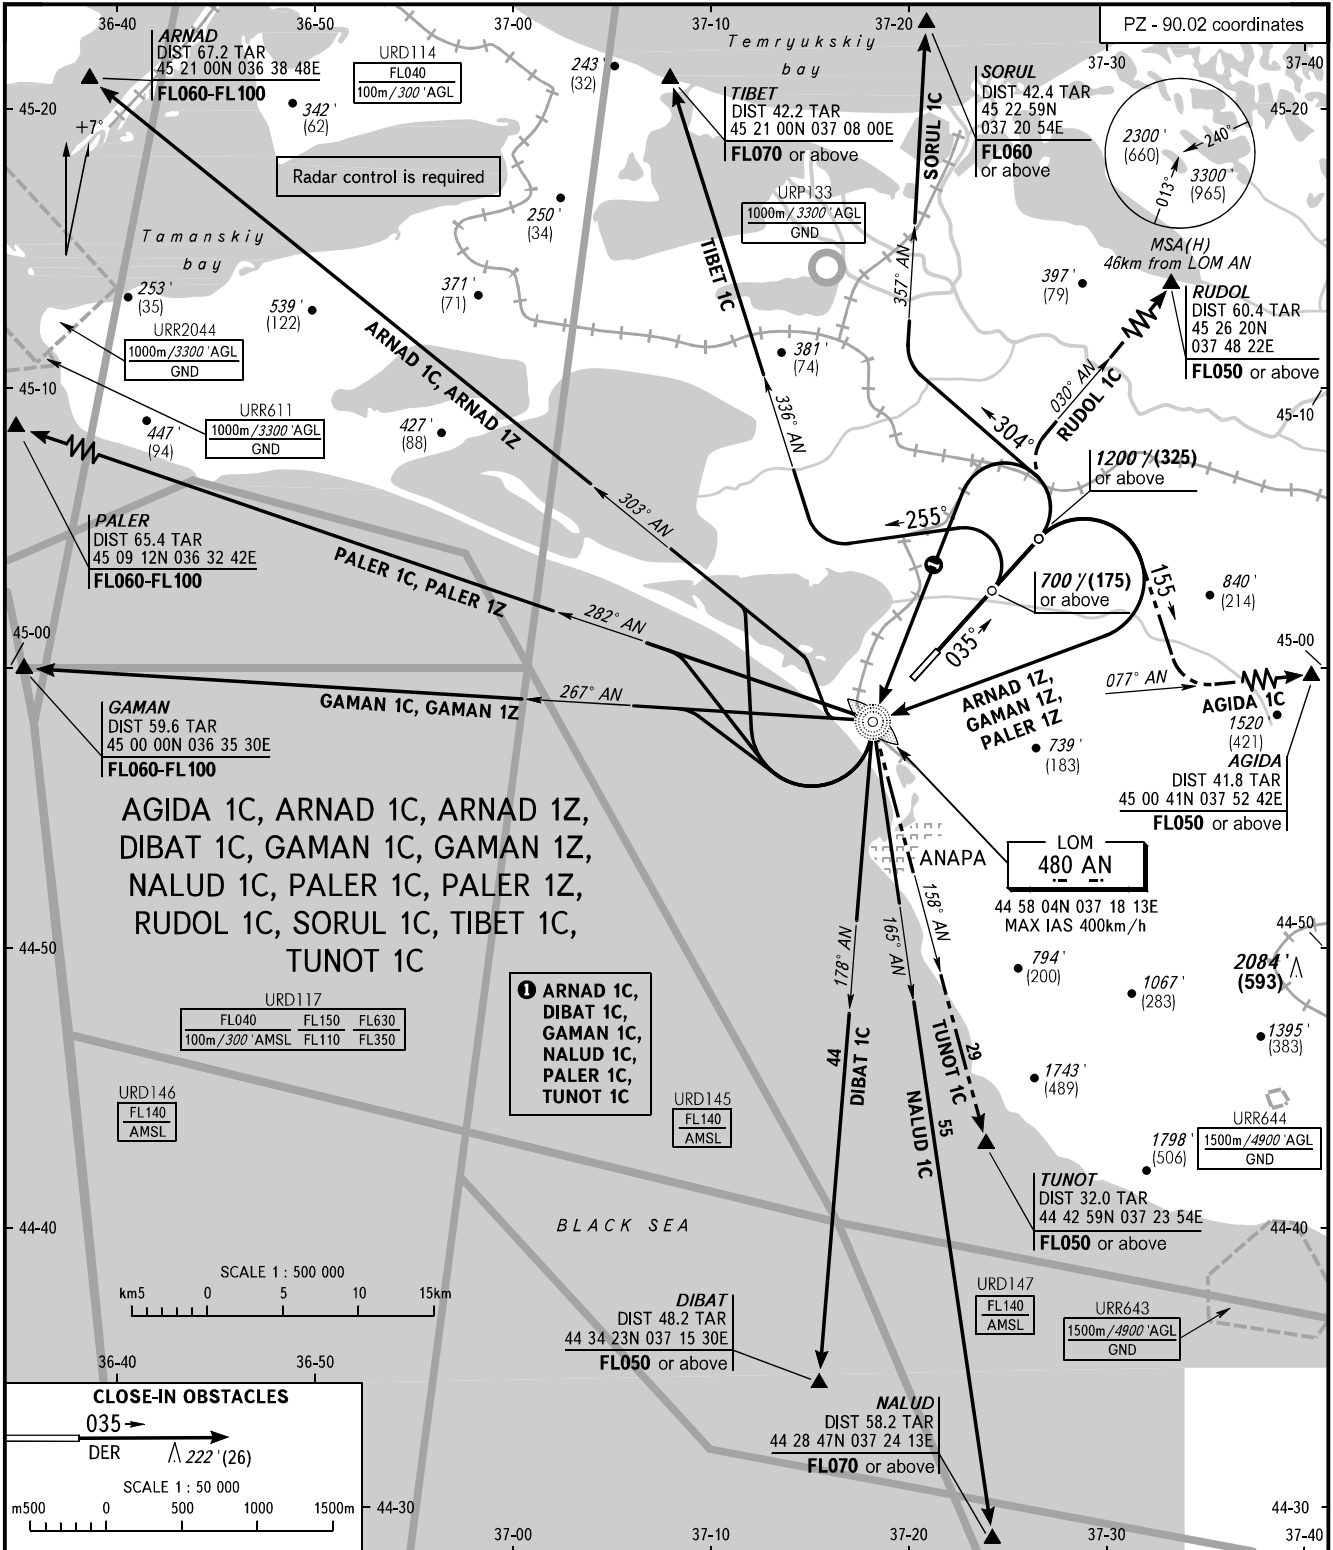 36-40
36-50
37-00
37-10
37-20
37-30
37-40
PZ - 90.02 coordinates
ARNAD
DIST 67.2 TAR
45 21 00N 036 38 48E
FL060-FL100
URD114
FL040
100m/300 'AGL
243 '
(32)
Temryukskiy
bay
TIBET
DIST 42.2 TAR
45 21 00N 037 08 00E
FL070 or above
SORUL
DIST 42.4 TAR
45 22 59N
037 20 54E
FL060
or above
SORUL 1C
2300 '
(660)
240°
3300 '
(965)
013°
MSA(H)
46km from LOM AN
45-20
45-20
+7°
342 '
(62)
Radar control is required
250 '
(34)
URP133
1000m/3300 'AGL
GND
Tamanskiy
bay
253 '
(35)
539 '
(122)
371 '
(71)
TIBET 1C
357° AN
397 '
(79)
RUDOL
DIST 60.4 TAR
45 26 20N
037 48 22E
FL050 or above
URR2044
1000m/3300 'AGL
GND
ARNAD 1C, ARNAD 1Z
381 '
(74)
030° AN
RUDOL 1C
45-10
45-10
URR611
1000m/3300 'AGL
GND
447 '
(94)
427 '
(88)
336° AN
304°
1200 '/(325)
or above
303° AN
255°
PALER
DIST 65.4 TAR
45 09 12N 036 32 42E
FL060-FL100
PALER 1C, PALER 1Z
1
700 '/(175)
or above
155°
840 '
(214)
282° AN
035°
45-00
45-00
267° AN
GAMAN 1C, GAMAN 1Z
077° AN
AGIDA 1C
ARNAD 1Z,
GAMAN 1Z,
PALER 1Z
GAMAN
DIST 59.6 TAR
45 00 00N 036 35 30E
FL060-FL100
1520
(421)
739 '
(183)
AGIDA
DIST 41.8 TAR
45 00 41N 037 52 42E
FL050 or above
AGIDA 1C, ARNAD 1C, ARNAD 1Z,
DIBAT 1C, GAMAN 1C, GAMAN 1Z,
NALUD 1C, PALER 1C, PALER 1Z,
RUDOL 1C, SORUL 1C, TIBET 1C,
TUNOT 1C
ANAPA
LOM
480 AN
44 58 04N 037 18 13E
MAX IAS 400km/h
178° AN
165° AN
158° AN
44-50
44-50
794 '
(200)
1067 '
(283)
2084 '
(593)
1395 '
(383)
1743 '
(489)
URD117
FL040
100m/300 'AMSL
FL150
FL110
FL630
FL350
1 ARNAD 1C,
DIBAT 1C,
GAMAN 1C,
NALUD 1C,
PALER 1C,
TUNOT 1C
44
DIBAT 1C
55
NALUD 1C
29
TUNOT 1C
URD146
FL140
AMSL
URD145
FL140
AMSL
1798 '
(506)
URR644
1500m/4900 'AGL
GND
TUNOT
DIST 32.0 TAR
44 42 59N 037 23 54E
FL050 or above
44-40
44-40
BLACK SEA
SCALE 1 : 500 000
km5 0 5 10 15km
URD147
FL140
AMSL
URR643
1500m/4900 'AGL
GND
DIBAT
DIST 48.2 TAR
44 34 23N 037 15 30E
FL050 or above
36-40
36-50
NALUD
DIST 58.2 TAR
44 28 47N 037 24 13E
FL070 or above
CLOSE-IN OBSTACLES
035
DER
222 '(26)
SCALE 1 : 50 000
m500 0 500 1000 1500m
44-30
44-30
37-00
37-10
37-20
37-30
37-40